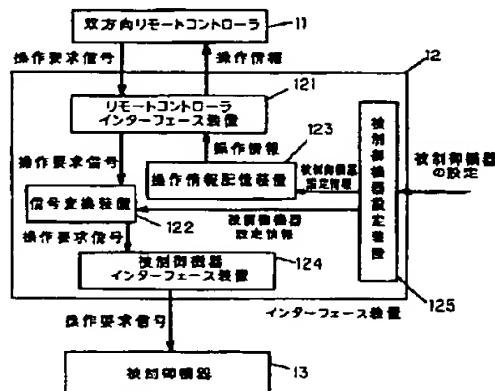 双方向リモートコントローラ
11
操作要求信号
操作情報
12
121
リモートコントローラ
インターフェース装置
123
操作情報
操作要求信号
操作情報記憶装置
被制御機器
設定情報
被制御機器設定装置
被制御機器
の設定
信号変換装置
122
被制御機器
設定情報
操作要求信号
124
被制御機器
インターフェース装置
125
インターフェース装置
操作要求信号
被制御機器
13